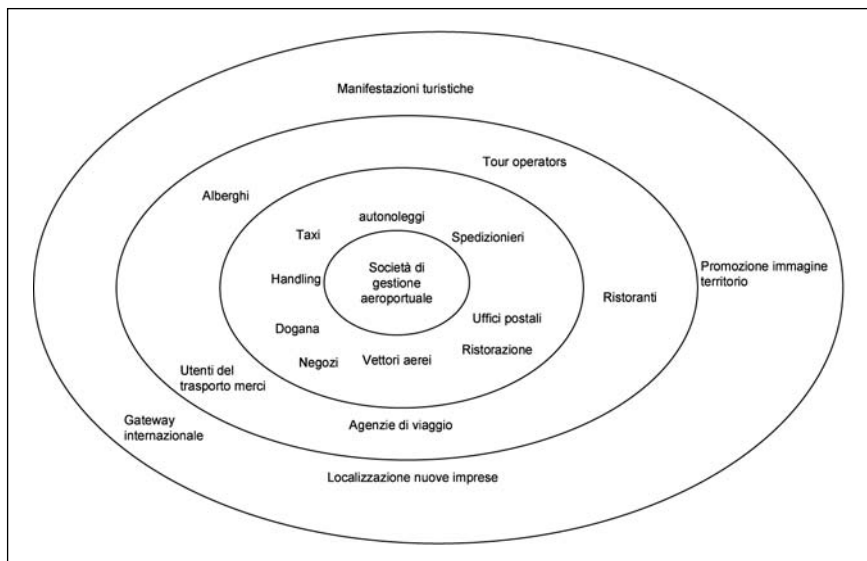 Manifestazioni turistiche
Tour operators
Alberghi
autonoleggi
Taxi
Spedizionieri
Società di
gestione
aeroportuale
Handling
Promozione immagine
territorio
Ristoranti
Uffici postali
Dogana
Ristorazione
Negozi
Vettori aerei
Utenti del
trasporto merci
Gateway
internazionale
Agenzie di viaggio
Localizzazione nuove imprese